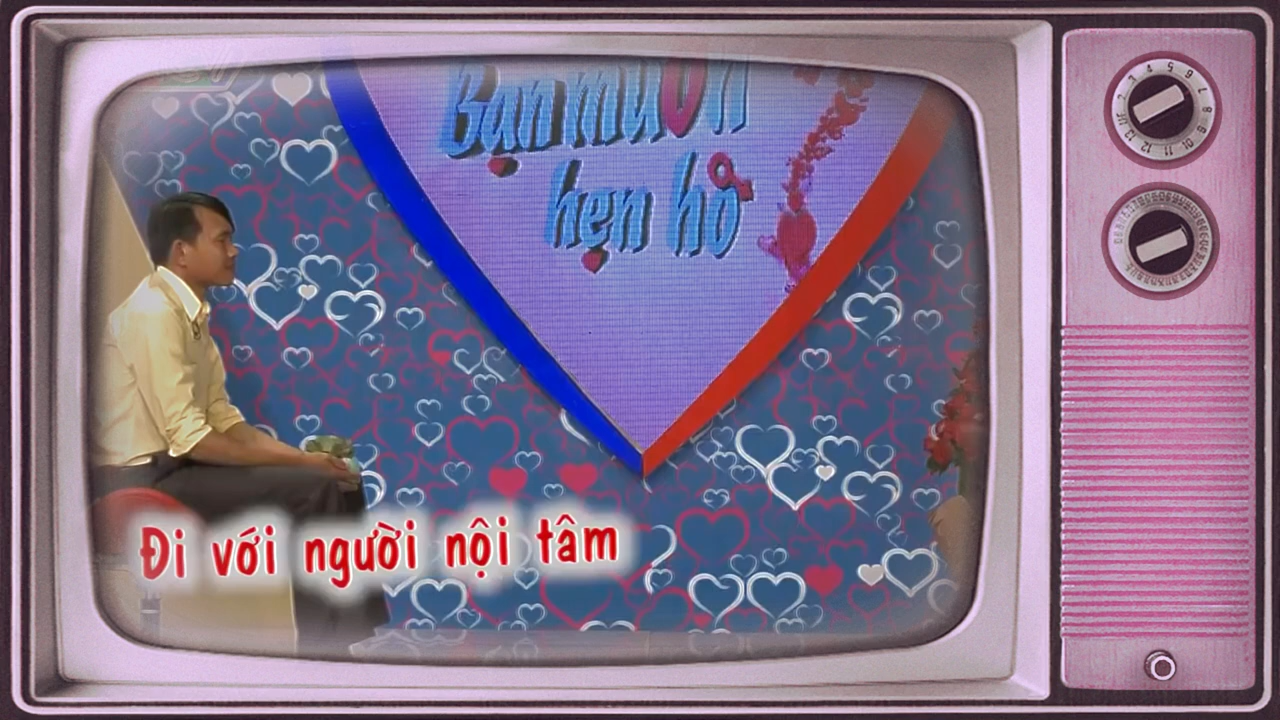 Bạn muốn
hẹn hò
Đi với người nội tâm